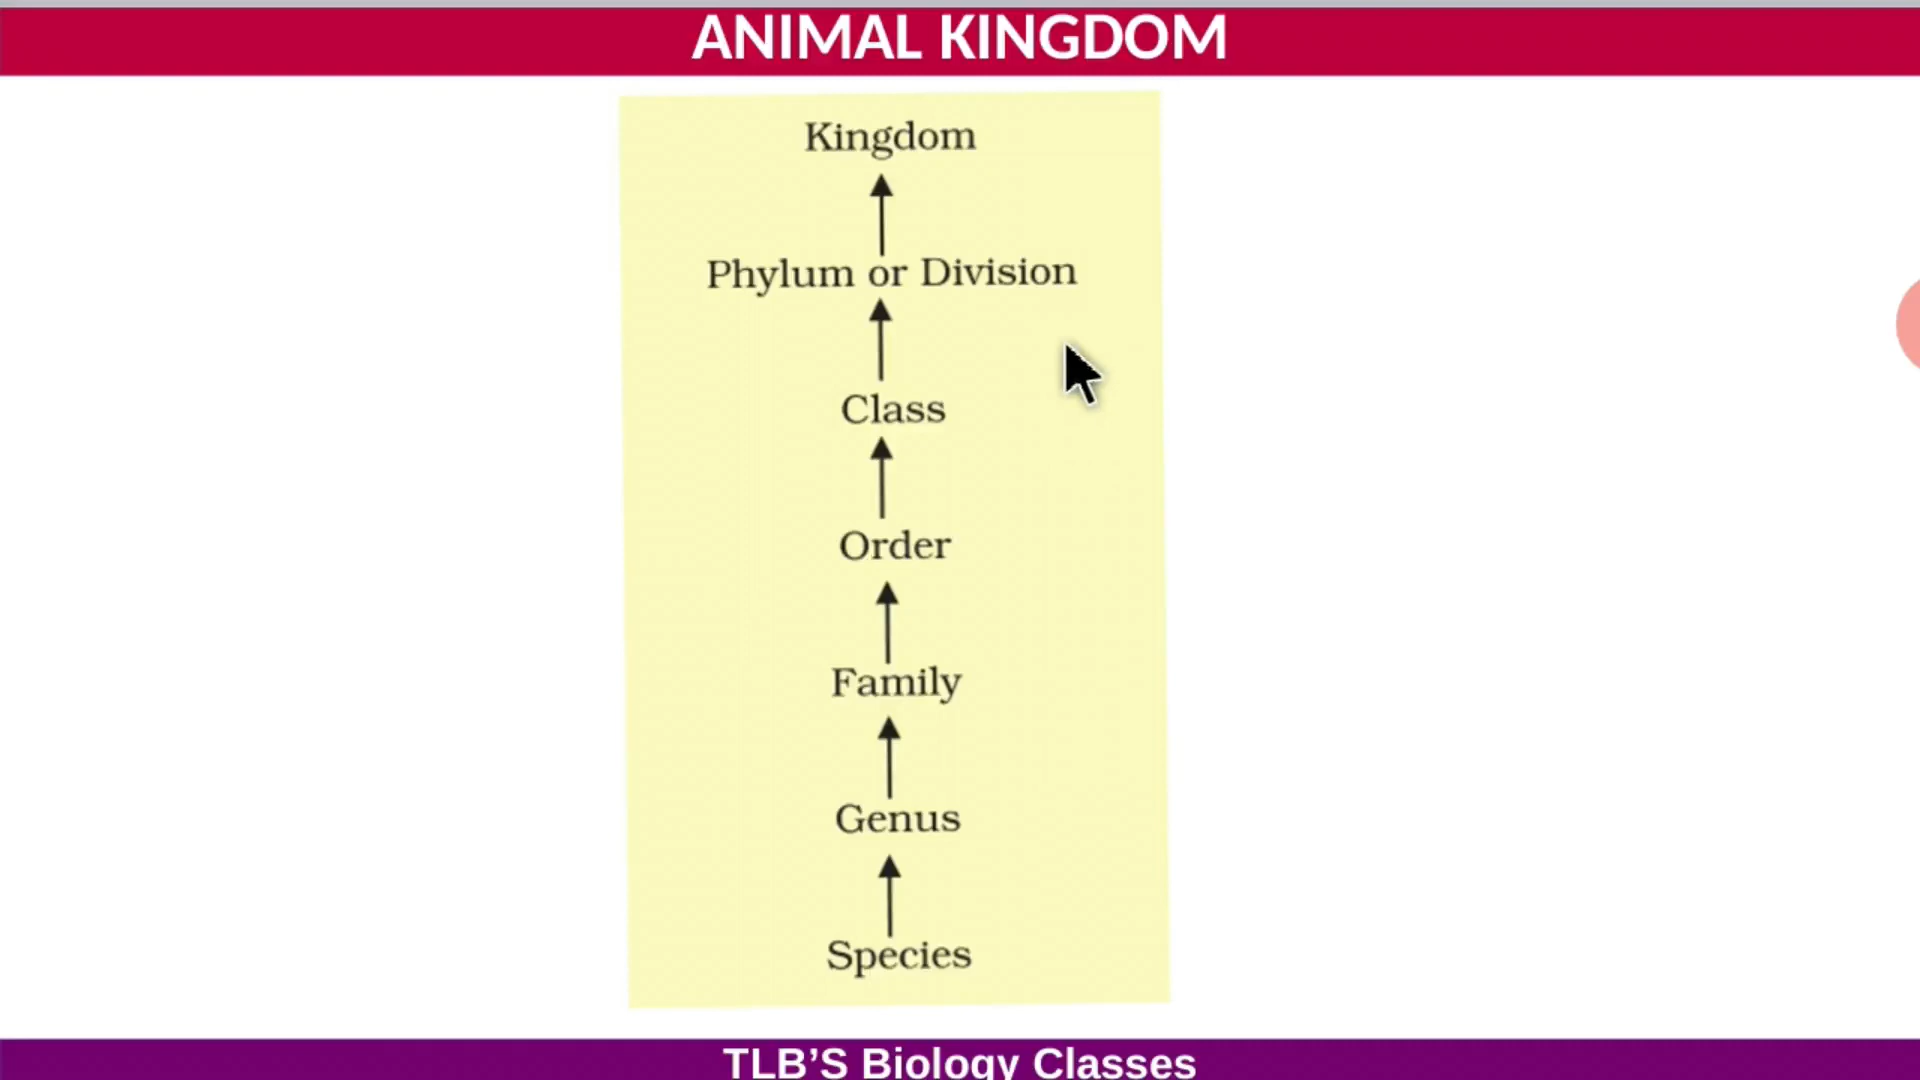 ANIMAL KINGDOM
Kingdom
Phylum or Division
Class
Order
Family
Genus
Species
TLB'S Biology Classes